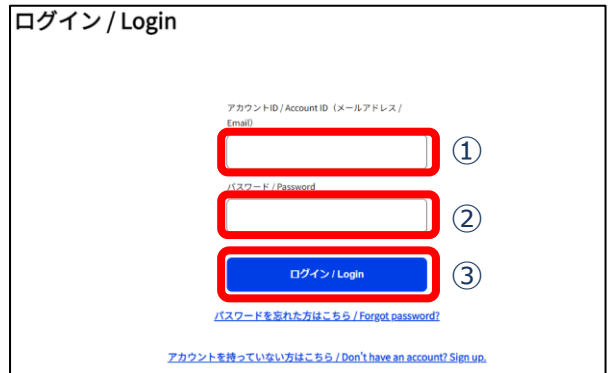 ログイン / Login
アカウントID / Account ID（メールアドレス /
Email）
①
パスワード / Password
②
ログイン / Login
③
パスワードを忘れた方はこちら / Forgot password?
アカウントを持っていない方はこちら / Don't have an account? Sign up.